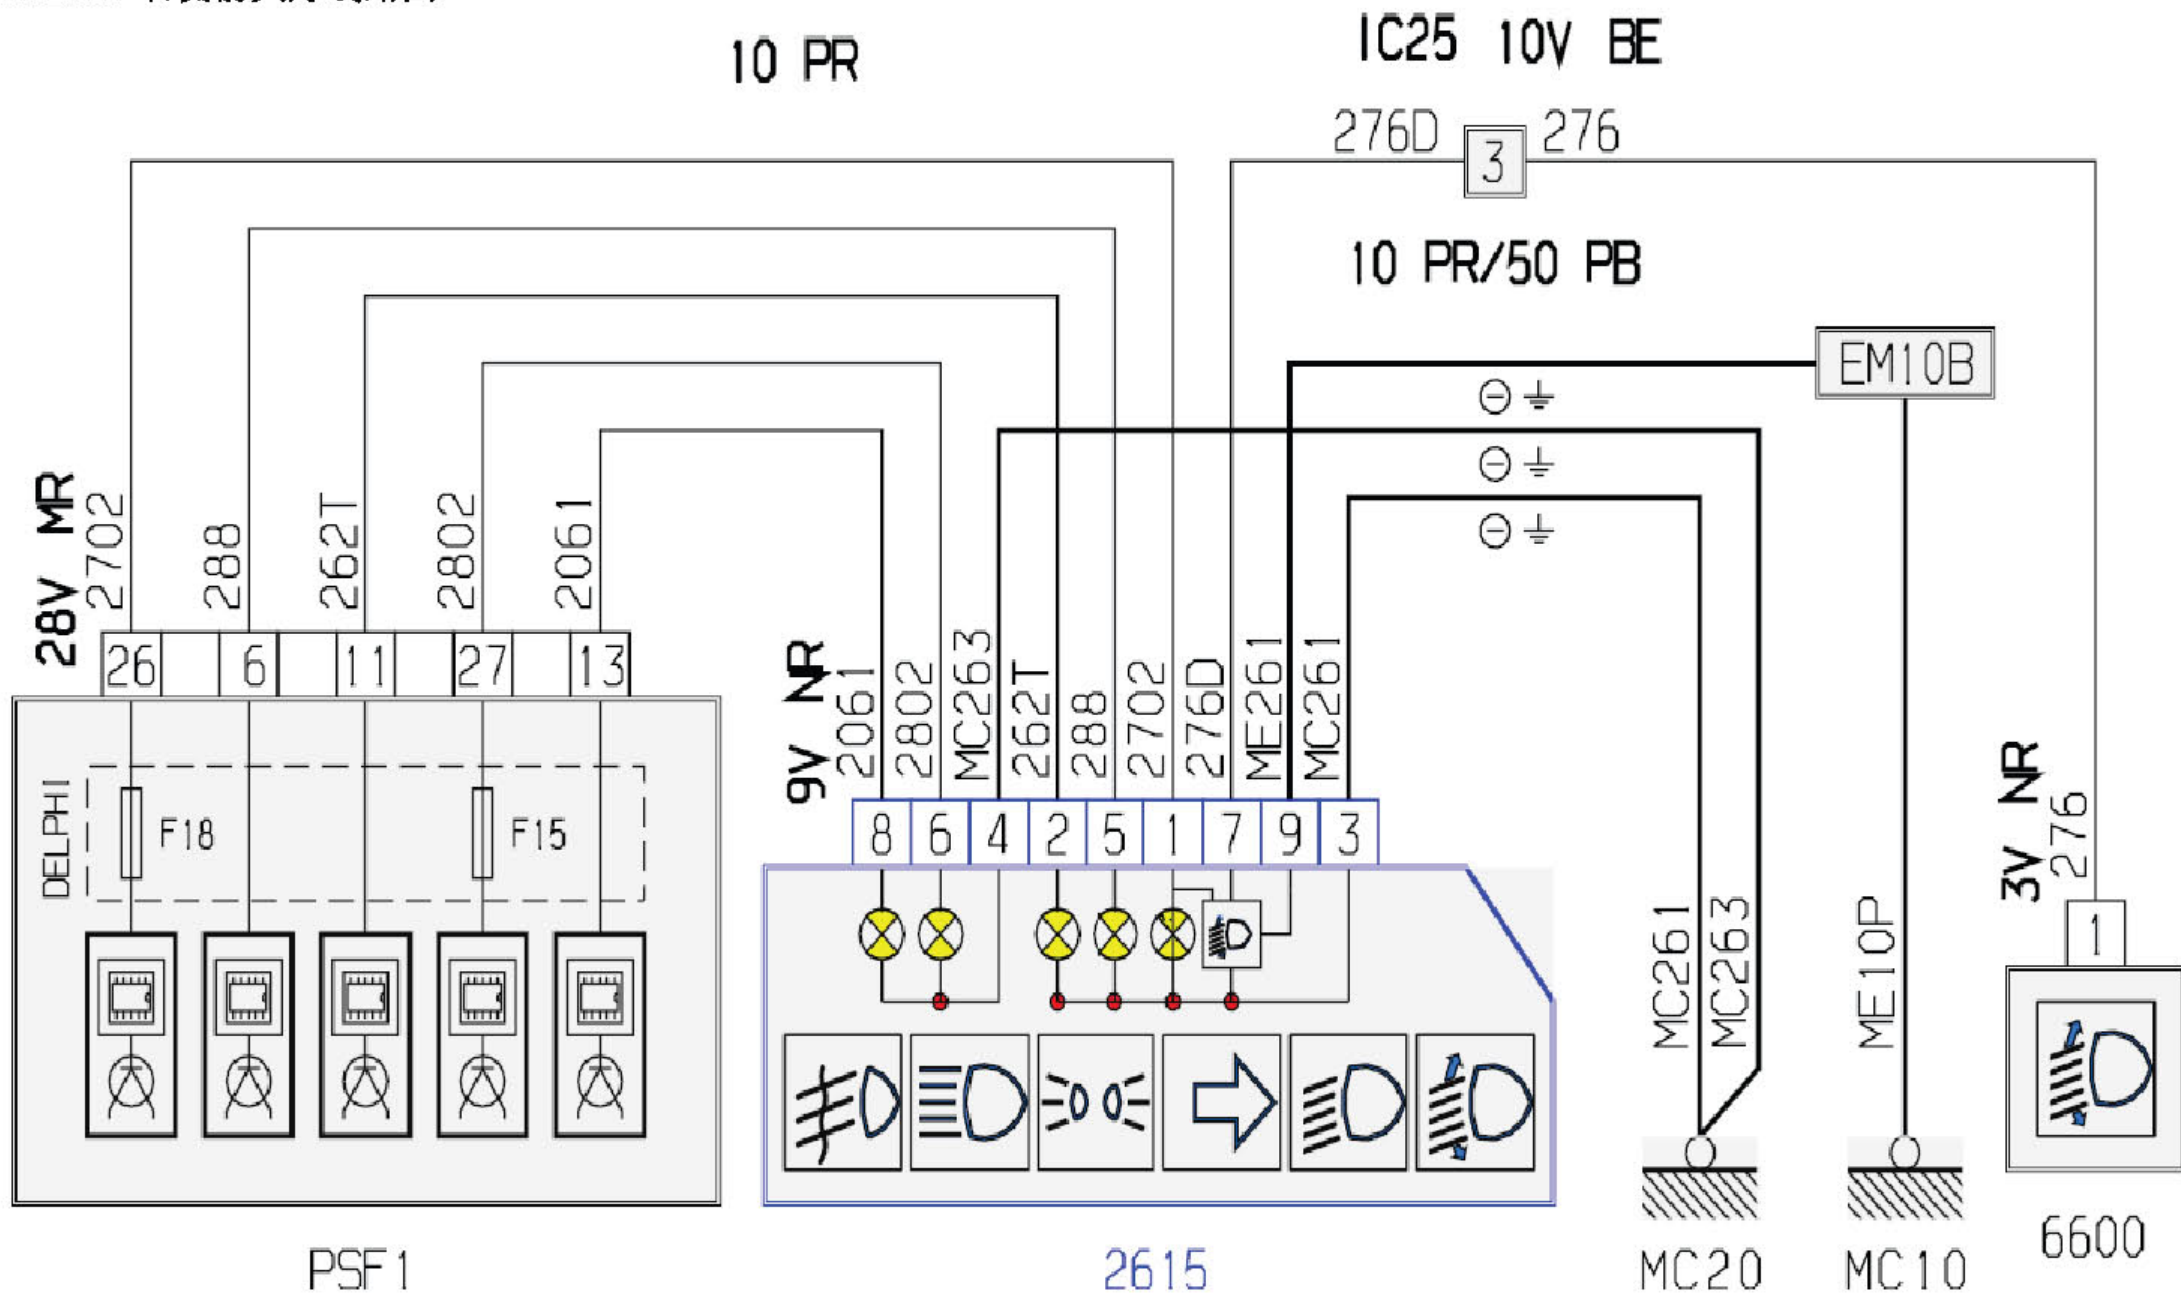 10 PR
IC25 10V BE
276D 3 276
10 PR/50 PB
EM10B
28V MR
2702
288
262T
2802
2061
26 6 11 27 13
9V NR
2061
2802
MC263
262T
288
2702
276D
ME261
MC261
8 6 4 2 5 1 7 9 3
DELPHI
F18
F15
MC261
MC263
ME10P
3V NR
276
1
PSF1
2615
MC20
MC10
6600